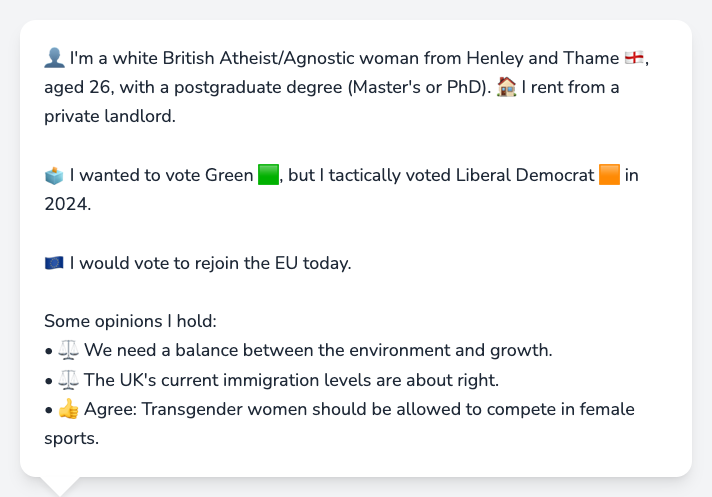 👤 I'm a white British Atheist/Agnostic woman from Henley and Thame 🏴󠁧󠁢󠁥󠁮󠁧󠁿,
aged 26, with a postgraduate degree (Master's or PhD). 🏠 I rent from a
private landlord.
🗳️ I wanted to vote Green 🟩, but I tactically voted Liberal Democrat 🟧 in
2024.
🇪🇺 I would vote to rejoin the EU today.
Some opinions I hold:
• ⚖️ We need a balance between the environment and growth.
• ⚖️ The UK's current immigration levels are about right.
• 👍 Agree: Transgender women should be allowed to compete in female
sports.